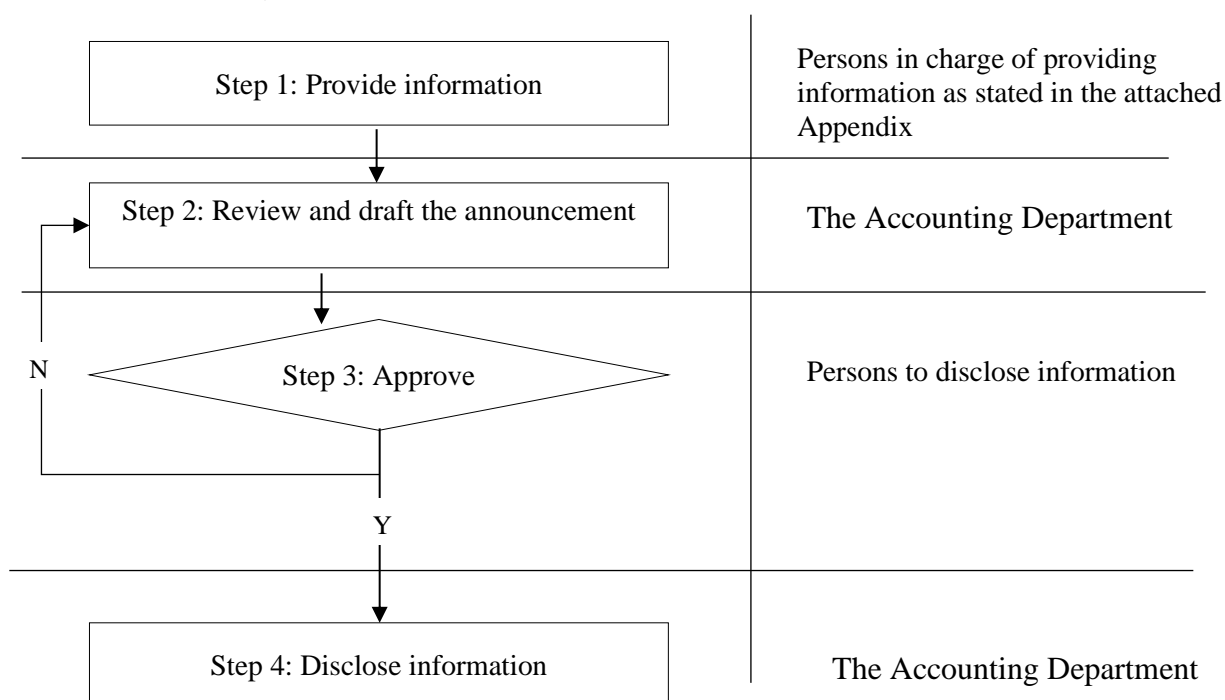 Step 1: Provide information
Persons in charge of providing
information as stated in the attached
Appendix
Step 2: Review and draft the announcement
The Accounting Department
N
Step 3: Approve
Persons to disclose information
Y
Step 4: Disclose information
The Accounting Department